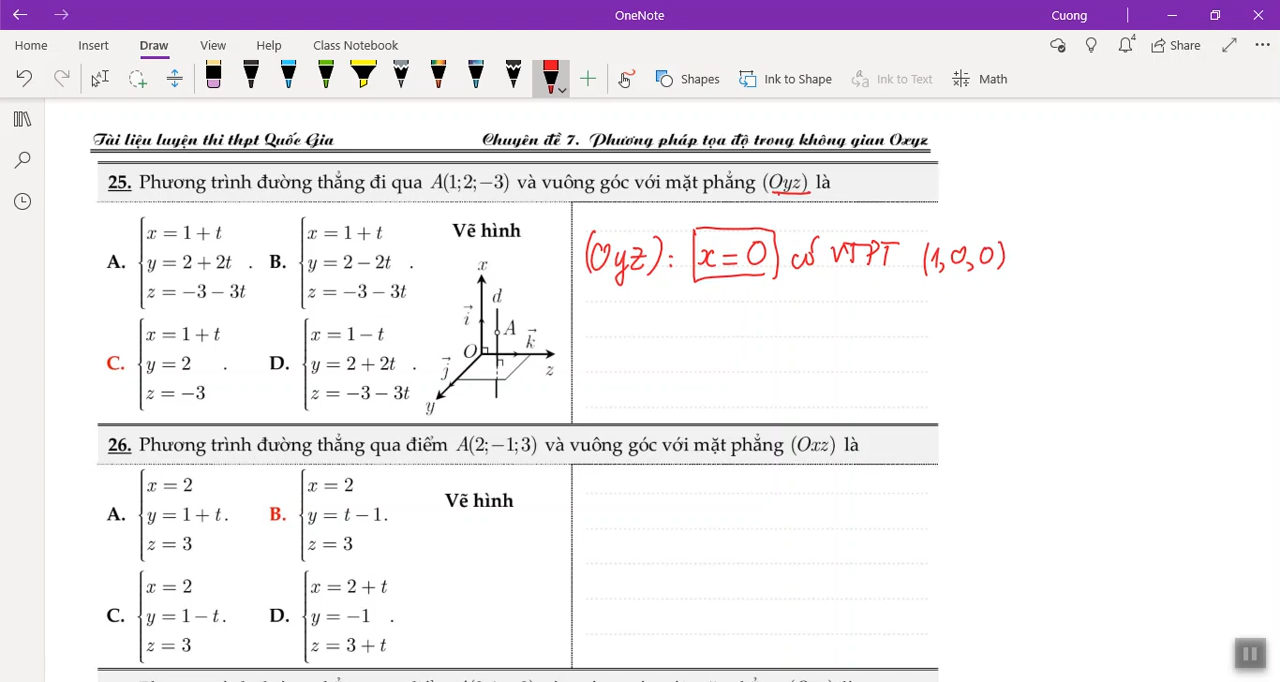 OneNote
Cuong
Home Insert Draw View Help Class Notebook
Share
Shapes
Ink to Shape
Ink to Text
Math
Tài liệu luyện thi thpt Quốc Gia
Chuyên đề 7. Phương pháp tọa độ trong không gian Oxyz
25. Phương trình đường thẳng đi qua A(1;2;−3) và vuông góc với mặt phẳng (Oyz) là
A.
x = 1 + t
y = 2 + 2t .
z = −3 − 3t
B.
x = 1 + t
y = 2 − 2t .
z = −3 − 3t
C.
x = 1 + t
y = 2 .
z = −3
D.
x = 1 − t
y = 2 + 2t .
z = −3 − 3t
Vẽ hình
x
d
i
A
O
k
j
z
y
(Oyz): x = 0 có VTPT (1,0,0)
26. Phương trình đường thẳng qua điểm A(2;−1;3) và vuông góc với mặt phẳng (Oxz) là
A.
x = 2
y = 1 + t.
z = 3
B.
x = 2
y = t − 1.
z = 3
C.
x = 2
y = 1 − t.
z = 3
D.
x = 2 + t
y = −1 .
z = 3 + t
Vẽ hình